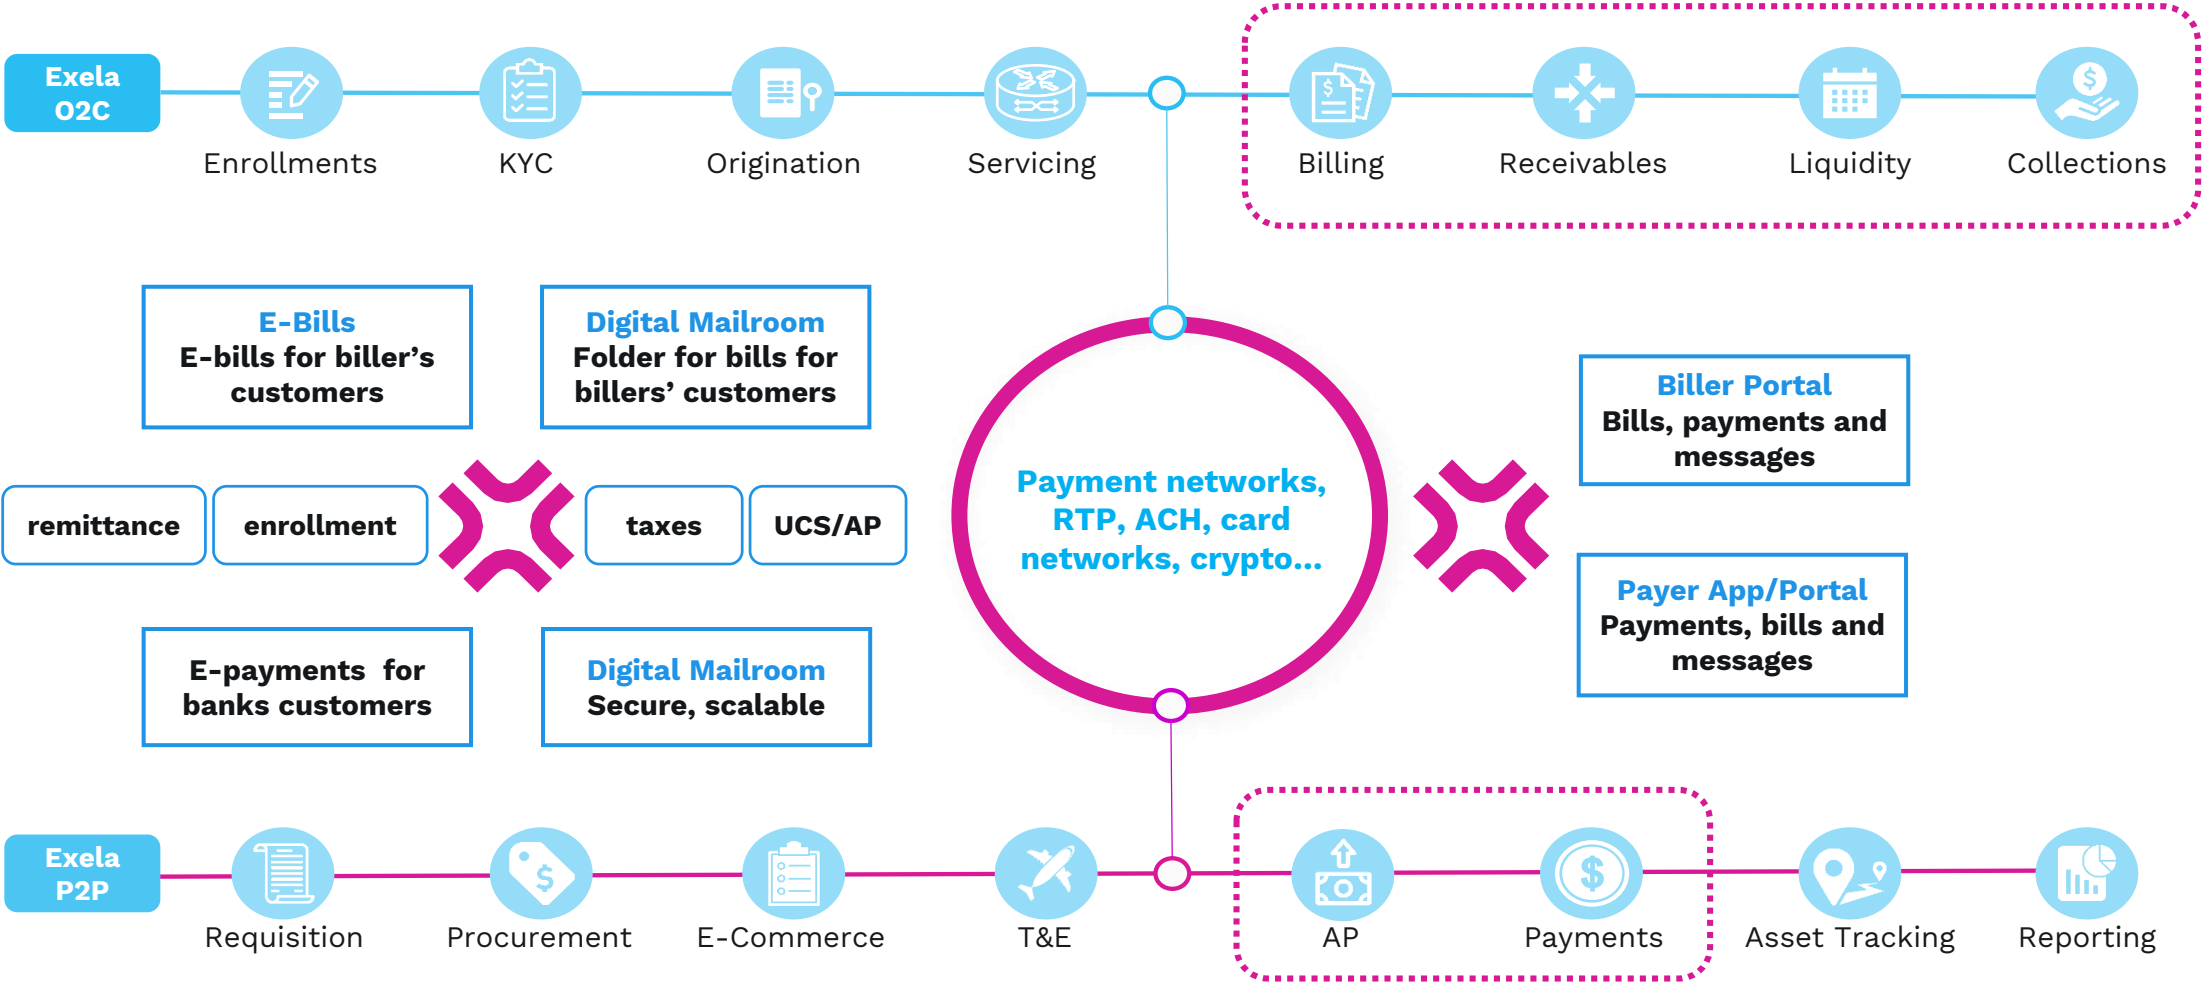 Exela
O2C
Enrollments
KYC
Origination
Servicing
Billing
Receivables
Liquidity
Collections
E-Bills
E-bills for biller’s
customers
Digital Mailroom
Folder for bills for
billers’ customers
remittance
enrollment
taxes
UCS/AP
E-payments  for
banks customers
Digital Mailroom
Secure, scalable
Payment networks,
RTP, ACH, card
networks, crypto...
Biller Portal
Bills, payments and
messages
Payer App/Portal
Payments, bills and
messages
Exela
P2P
Requisition
Procurement
E-Commerce
T&E
AP
Payments
Asset Tracking
Reporting